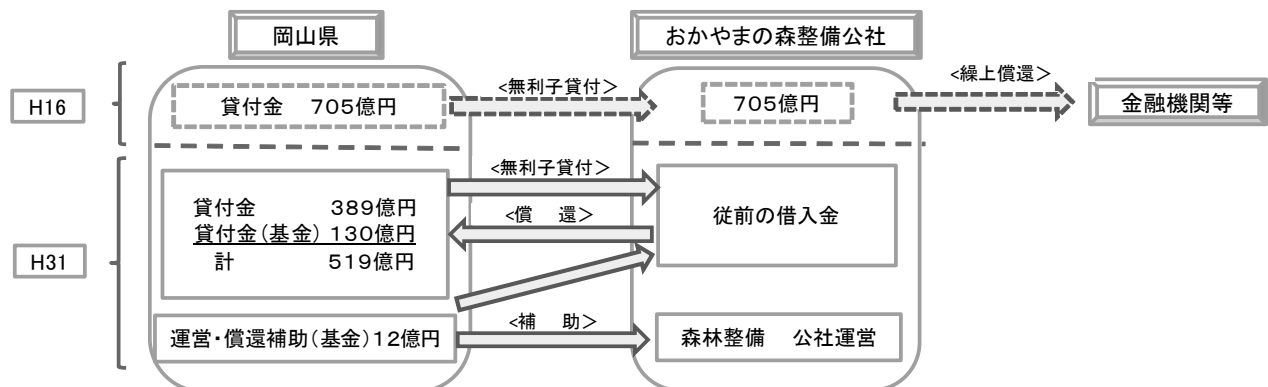 岡山県
おかやまの森整備公社
H16
貸付金　705億円
<無利子貸付>
705億円
<繰上償還>
金融機関等
H31
貸付金　　　389億円
貸付金(基金) 130億円
計　　　　519億円
<無利子貸付>
<償　還>
従前の借入金
運営・償還補助(基金)12億円
<補　助>
森林整備　公社運営